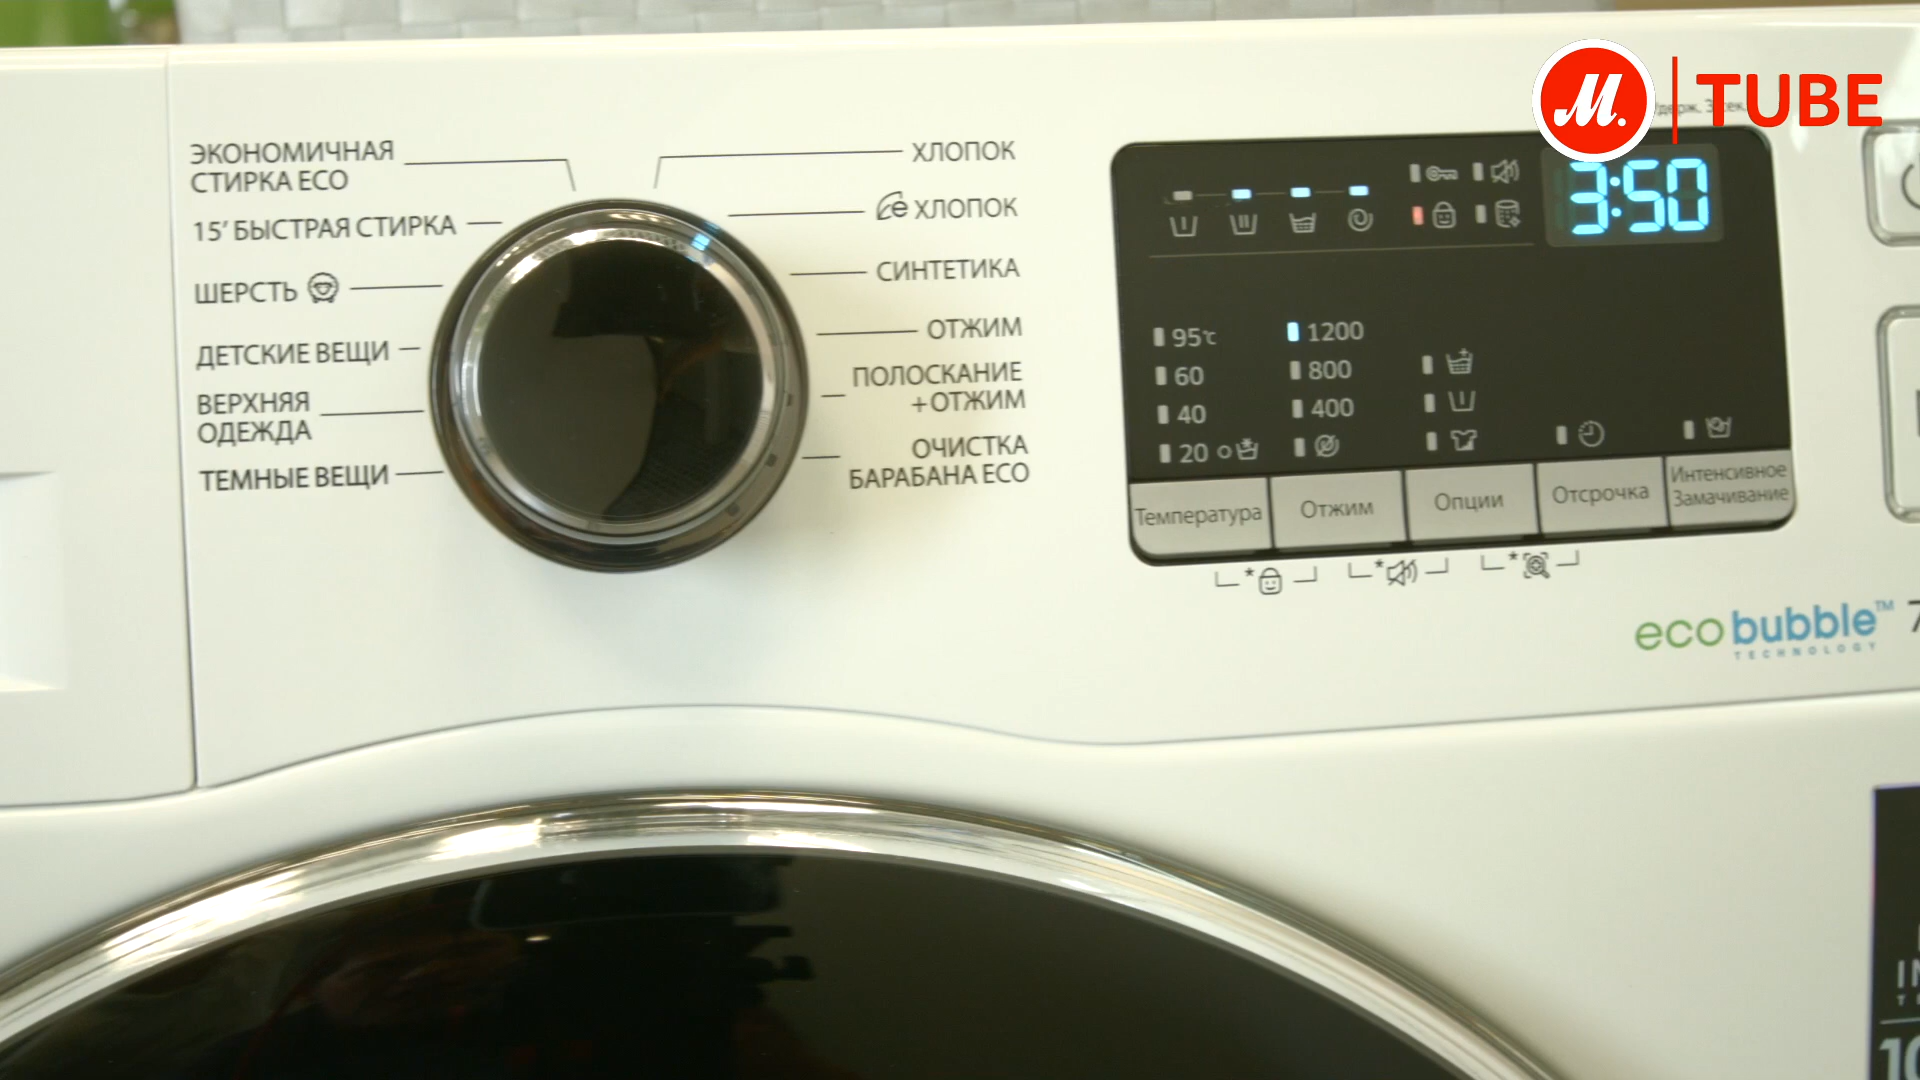 М. TUBE
ЭКОНОМИЧНАЯ
СТИРКА ECO
15' БЫСТРАЯ СТИРКА
ШЕРСТЬ
ДЕТСКИЕ ВЕЩИ
ВЕРХНЯЯ
ОДЕЖДА
ТЕМНЫЕ ВЕЩИ
ХЛОПОК
e ХЛОПОК
СИНТЕТИКА
ОТЖИМ
ПОЛОСКАНИЕ
+ОТЖИМ
ОЧИСТКА
БАРАБАНА ECO
3:50
95℃
60
40
20
1200
800
400
Температура
Отжим
Опции
Отсрочка
Интенсивное
Замачивание
eco bubble™
TECHNOLOGY